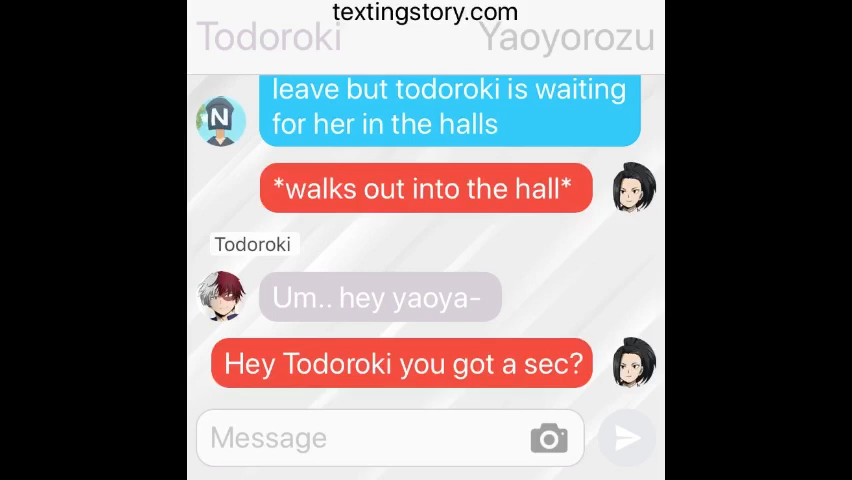 textingstory.com
Todoroki Yaoyorozu
leave but todoroki is waiting
for her in the halls
N
*walks out into the hall*
Todoroki
Um.. hey yaoya-
Hey Todoroki you got a sec?
Message